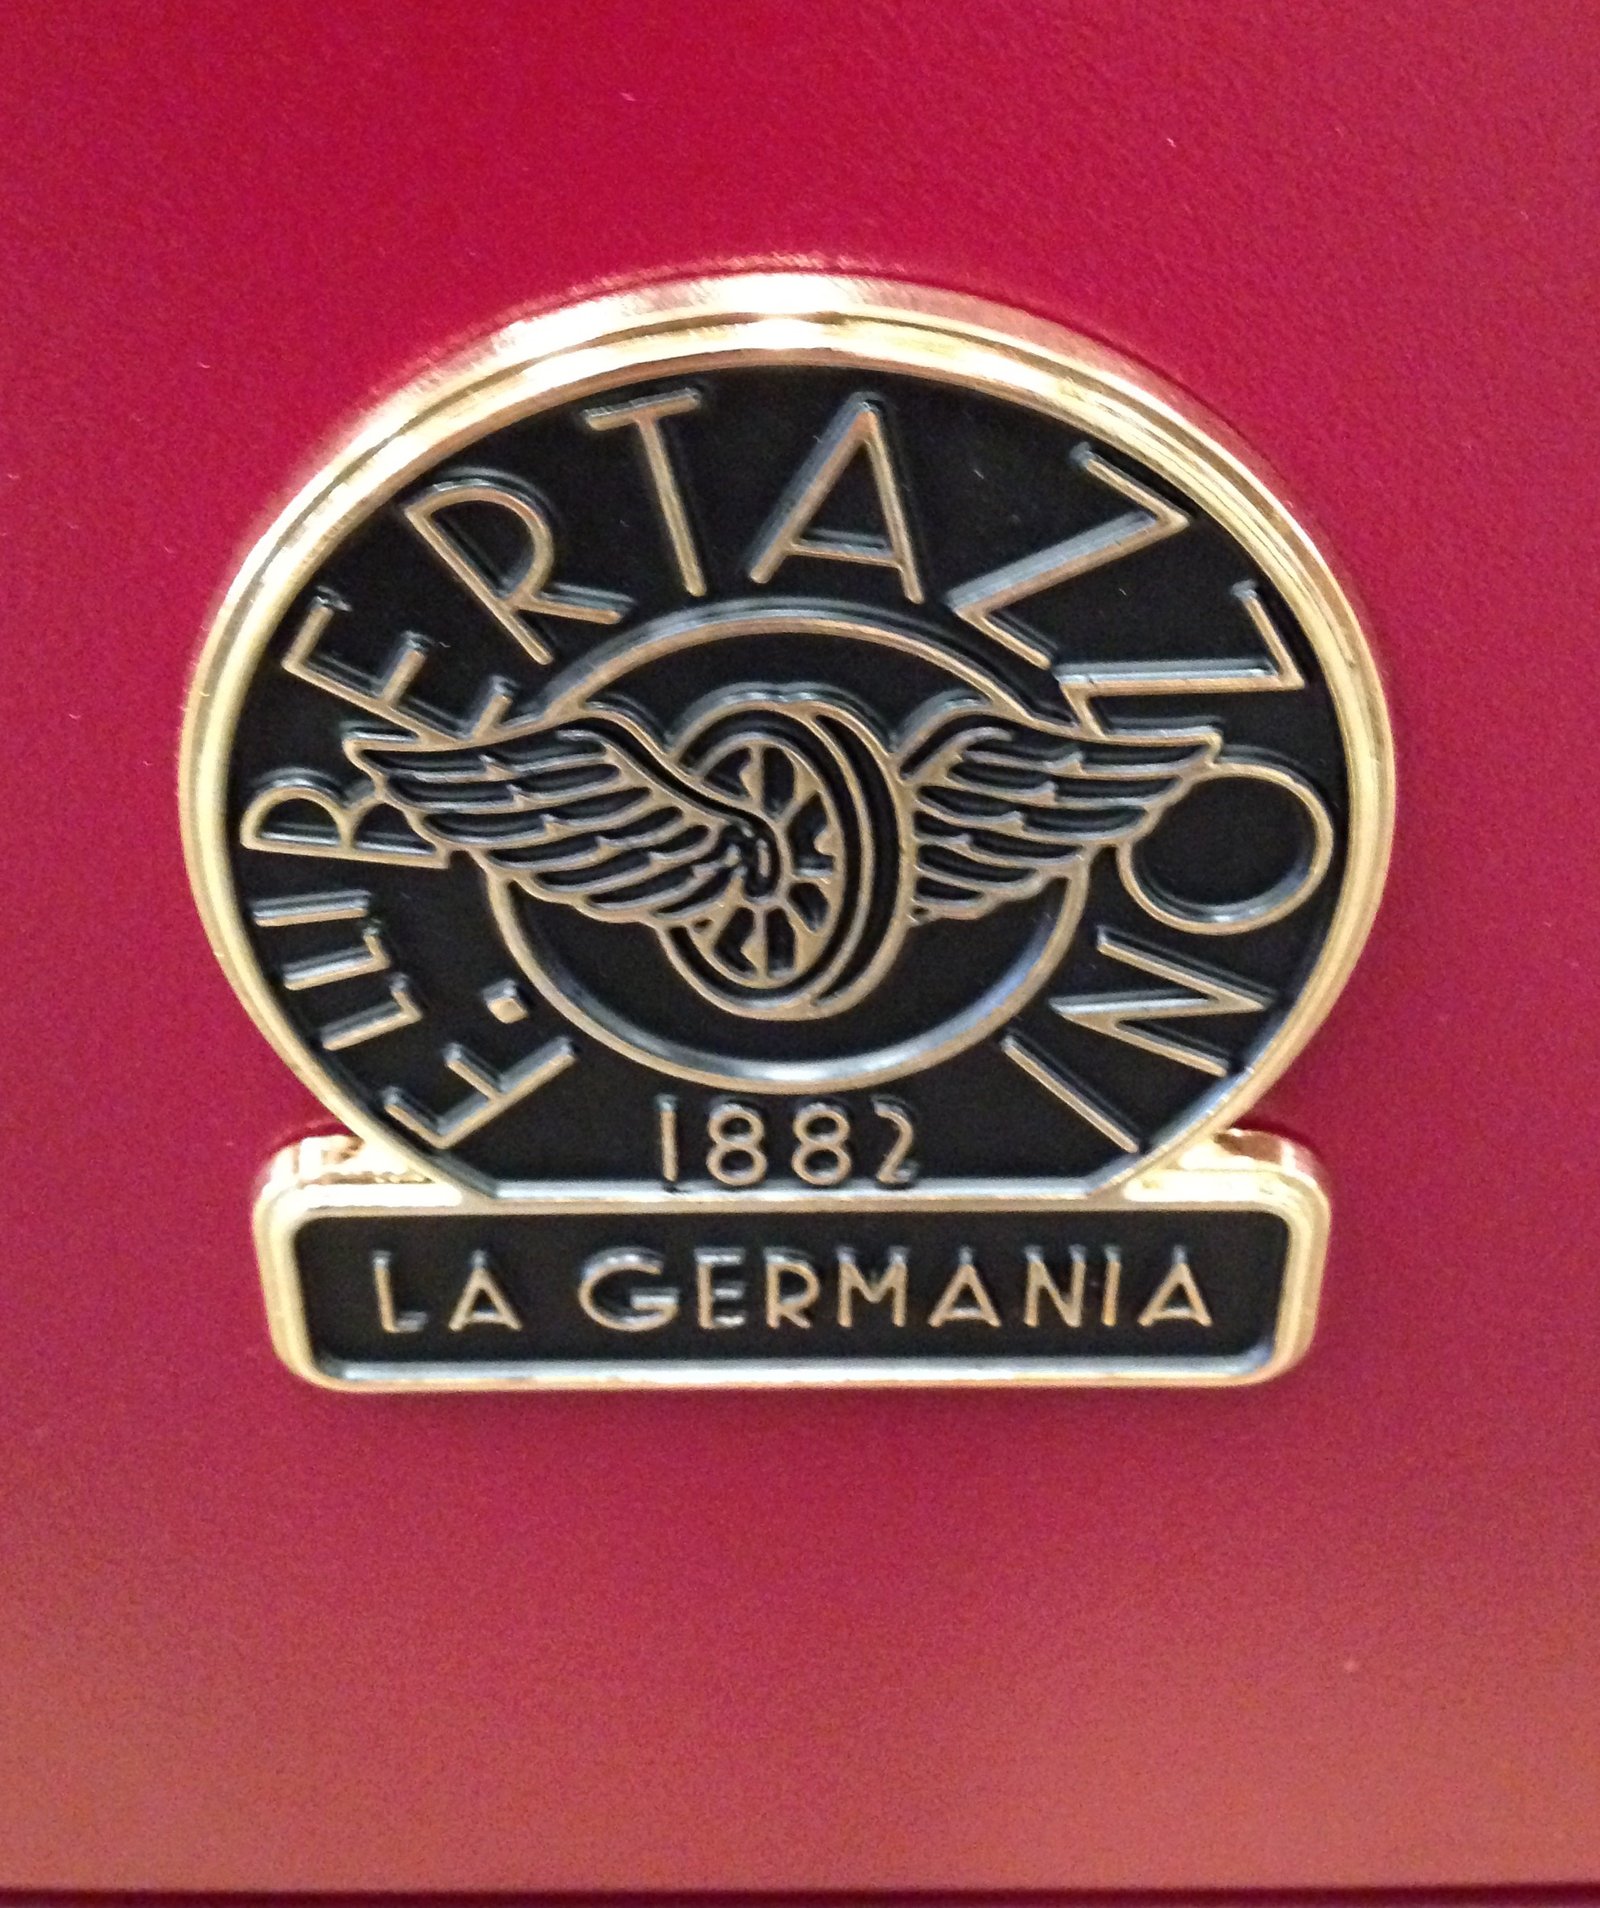 F.LLI BERTAZZONI
1882
LA GERMANIA